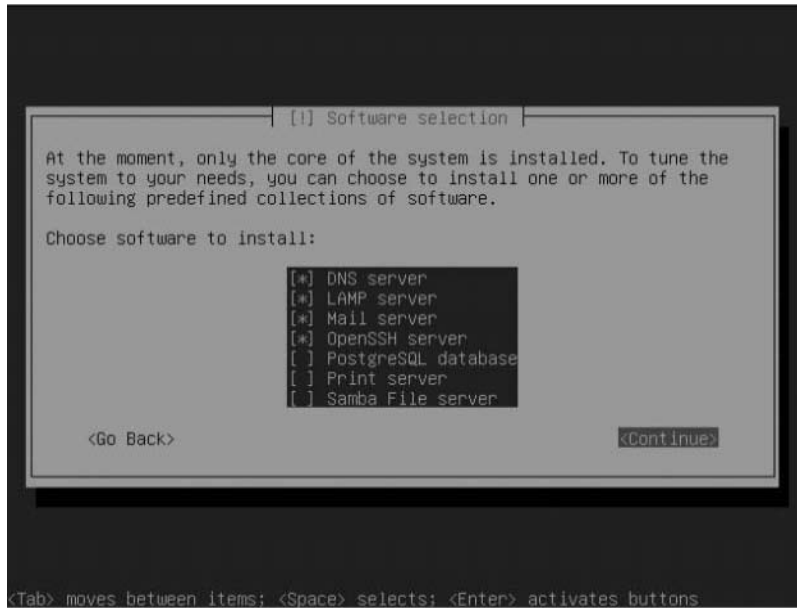 [!] Software selection
At the moment, only the core of the system is installed. To tune the
system to your needs, you can choose to install one or more of the
following predefined collections of software.
Choose software to install:
[*] DNS server
[*] LAMP server
[*] Mail server
[*] OpenSSH server
[ ] PostgreSQL database
[ ] Print server
[ ] Samba File server
<Go Back> <Continue>
<Tab> moves between items; <Space> selects; <Enter> activates buttons